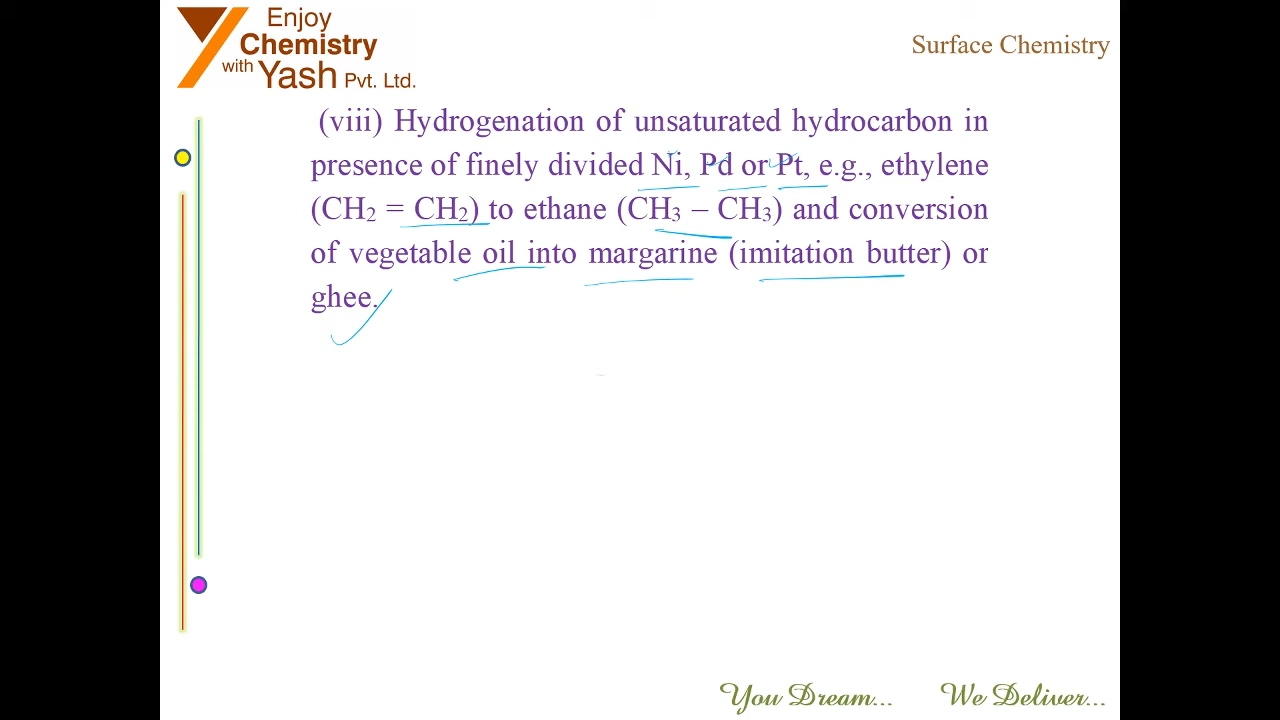 Enjoy
Chemistry
with Yash Pvt. Ltd.
Surface Chemistry
(viii) Hydrogenation of unsaturated hydrocarbon in
presence of finely divided Ni, Pd or Pt, e.g., ethylene
(CH₂ = CH₂) to ethane (CH₃ – CH₃) and conversion
of vegetable oil into margarine (imitation butter) or
ghee.
You Dream... We Deliver...